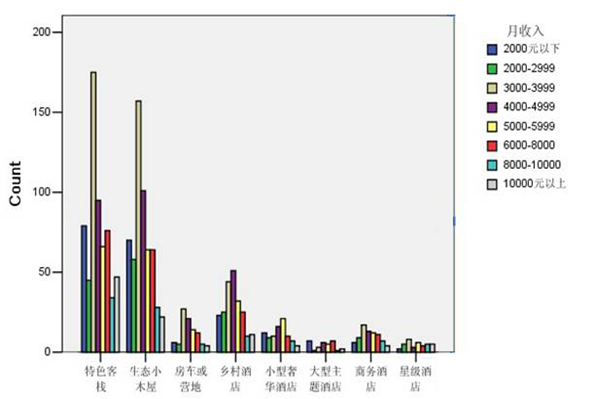 月收入
200
2000元以下
2000-2999
3000-3999
150
4000-4999
5000-5999
6000-8000
8000-10000
10000元以上
100
Count
50
0
特色客栈
生态小木屋
房车或营地
乡村酒店
小型奢华酒店
大型主题酒店
商务酒店
星级酒店